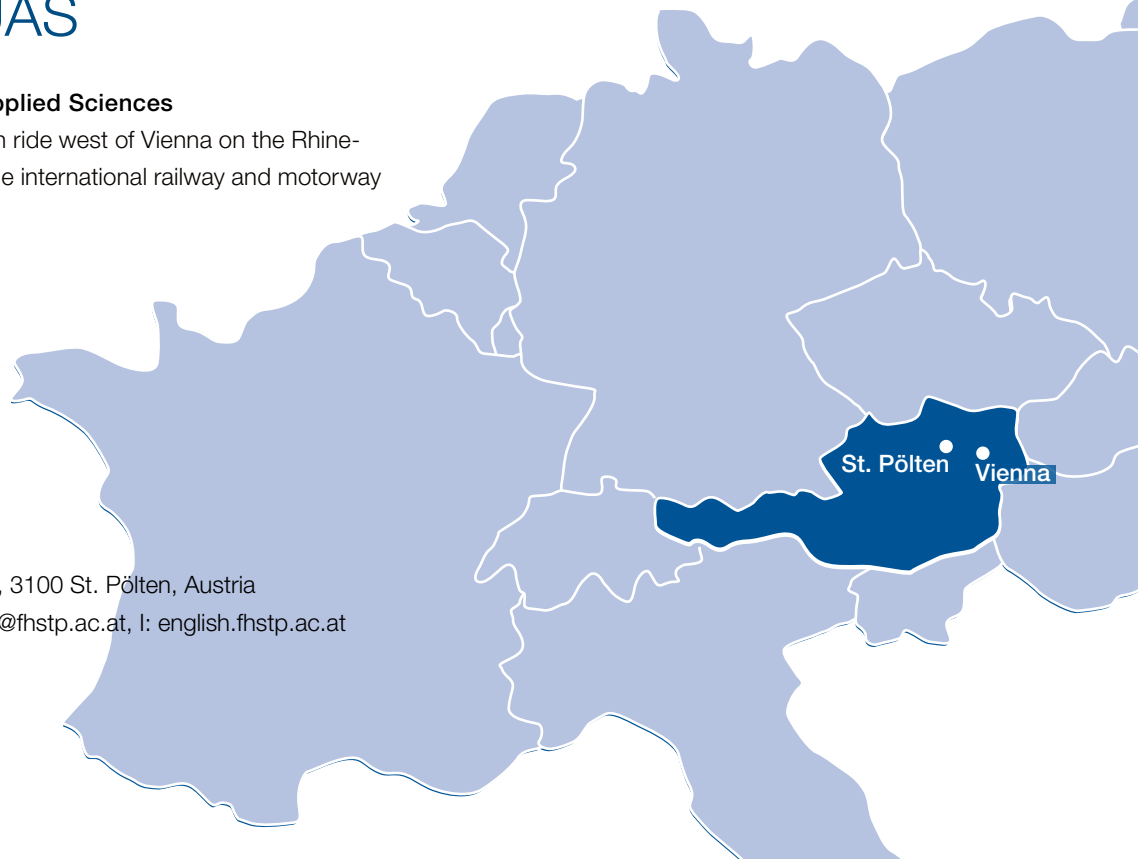 UAS
pplied Sciences
n ride west of Vienna on the Rhine-
e international railway and motorway
St. Pölten
Vienna
, 3100 St. Pölten, Austria
@fhstp.ac.at, I: english.fhstp.ac.at